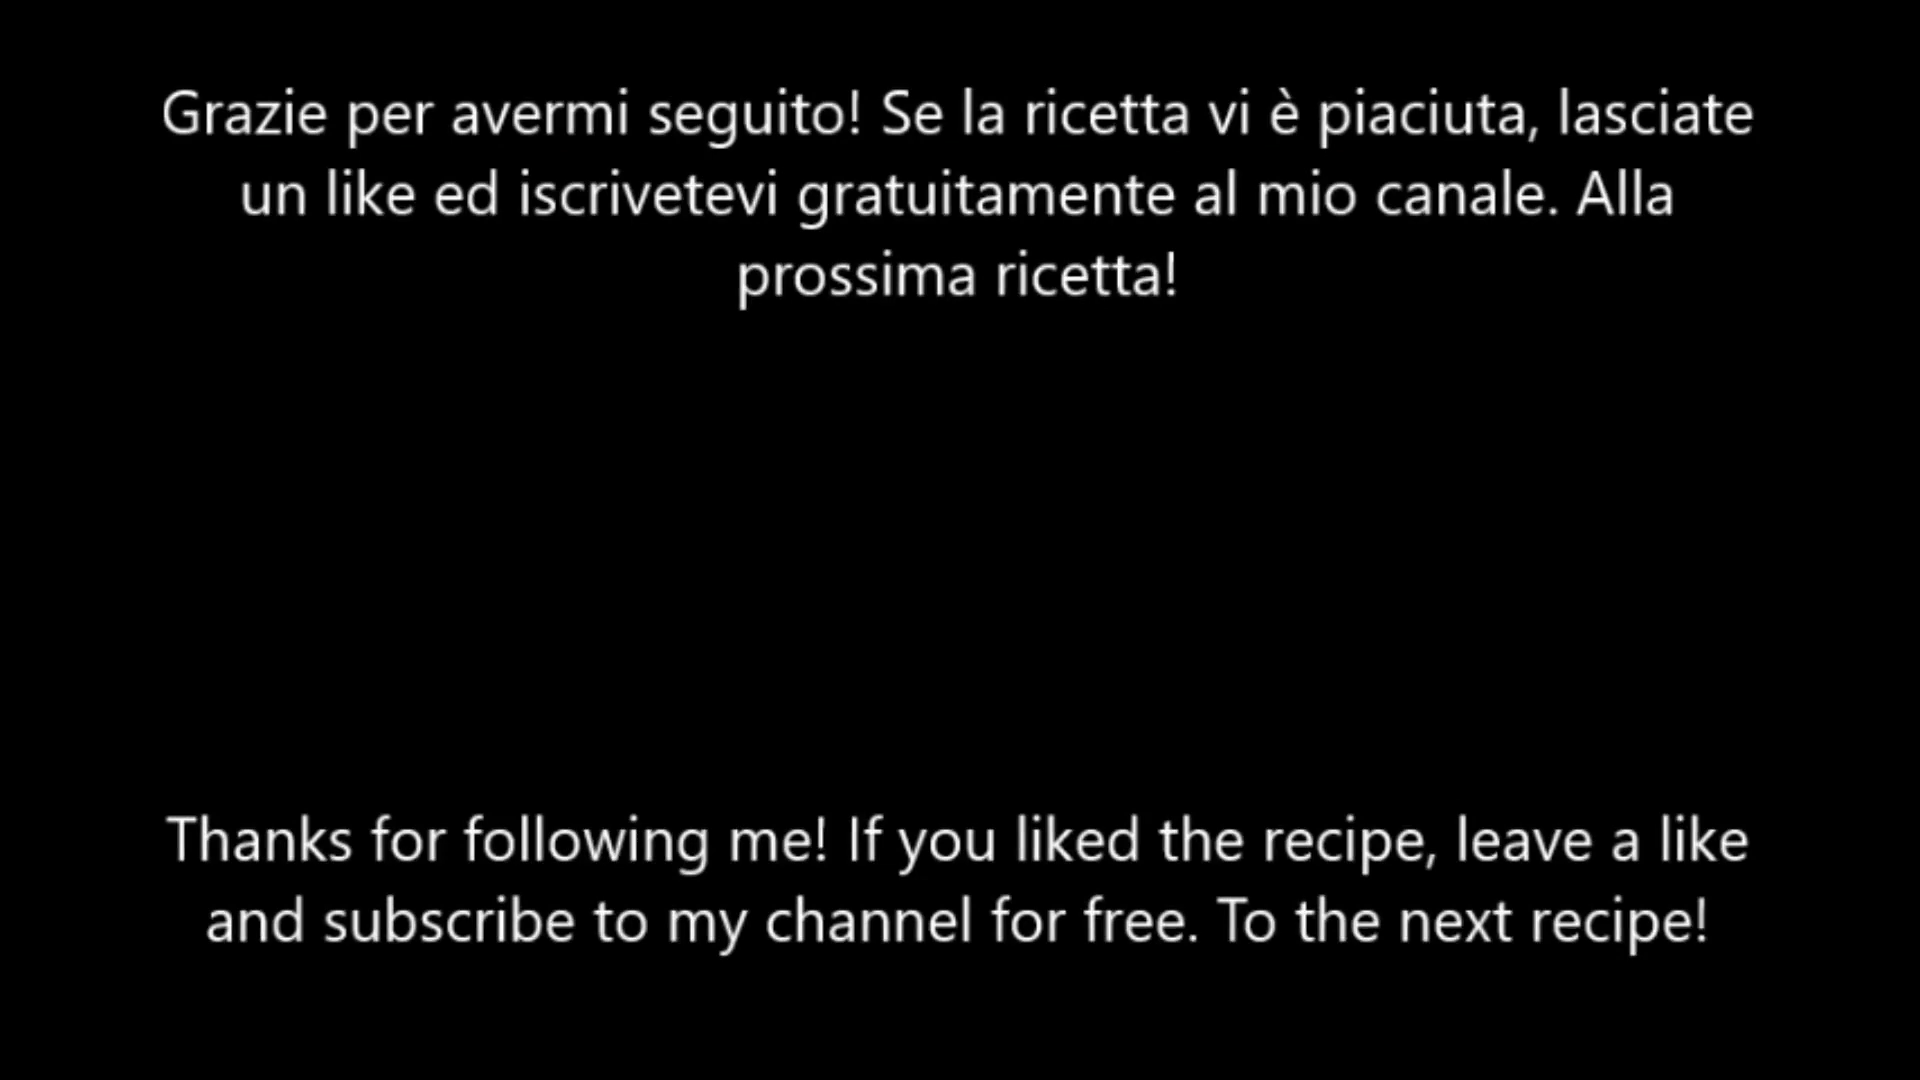 Grazie per avermi seguito! Se la ricetta vi è piaciuta, lasciate
un like ed iscrivetevi gratuitamente al mio canale. Alla
prossima ricetta!
Thanks for following me! If you liked the recipe, leave a like
and subscribe to my channel for free. To the next recipe!